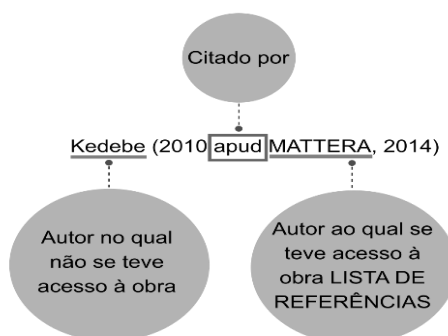 Citado por
Kedebe (2010 apud MATTERA, 2014)
Autor no qual
não se teve
acesso à obra
Autor ao qual se
teve acesso à
obra LISTA DE
REFERÊNCIAS